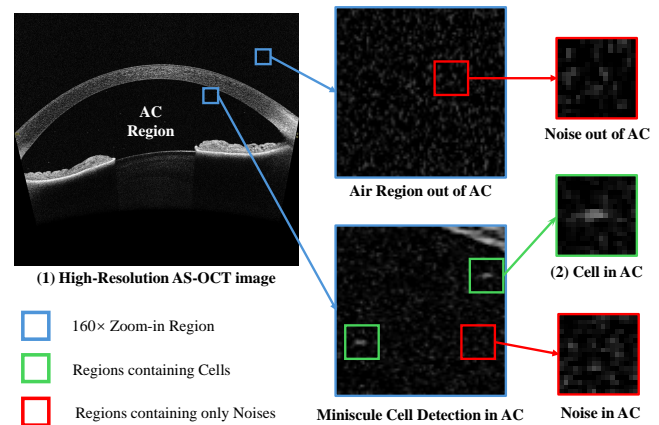 AC
Region
(1) High-Resolution AS-OCT image
Air Region out of AC
Noise out of AC
(2) Cell in AC
160× Zoom-in Region
Regions containing Cells
Regions containing only Noises
Miniscule Cell Detection in AC
Noise in AC